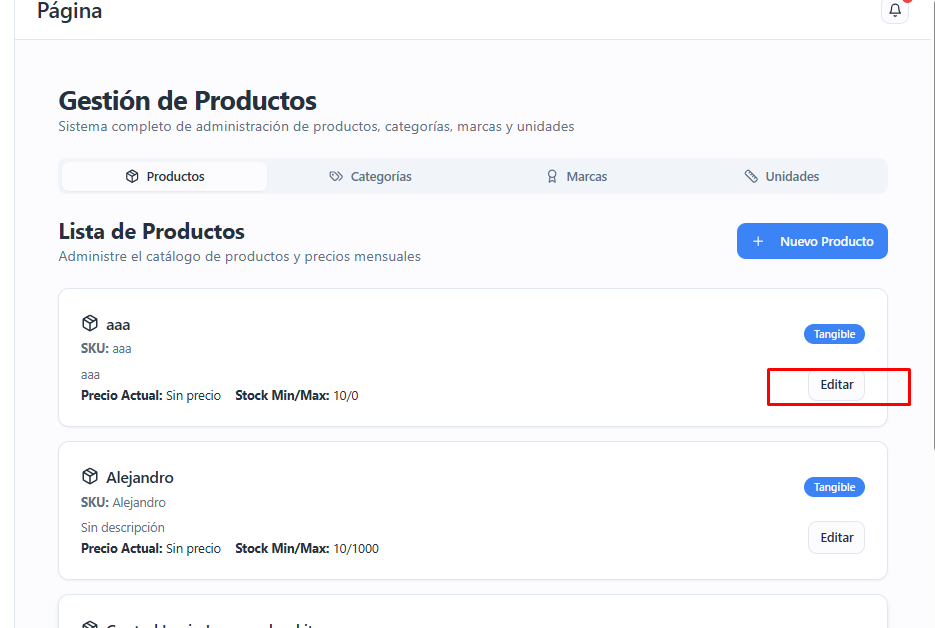 Página
Gestión de Productos
Sistema completo de administración de productos, categorías, marcas y unidades
Productos Categorías Marcas Unidades
Lista de Productos
Administre el catálogo de productos y precios mensuales
+ Nuevo Producto
aaa
SKU: aaa
Tangible
aaa
Precio Actual: Sin precio Stock Min/Max: 10/0
Editar
Alejandro
SKU: Alejandro
Tangible
Sin descripción
Precio Actual: Sin precio Stock Min/Max: 10/1000
Editar